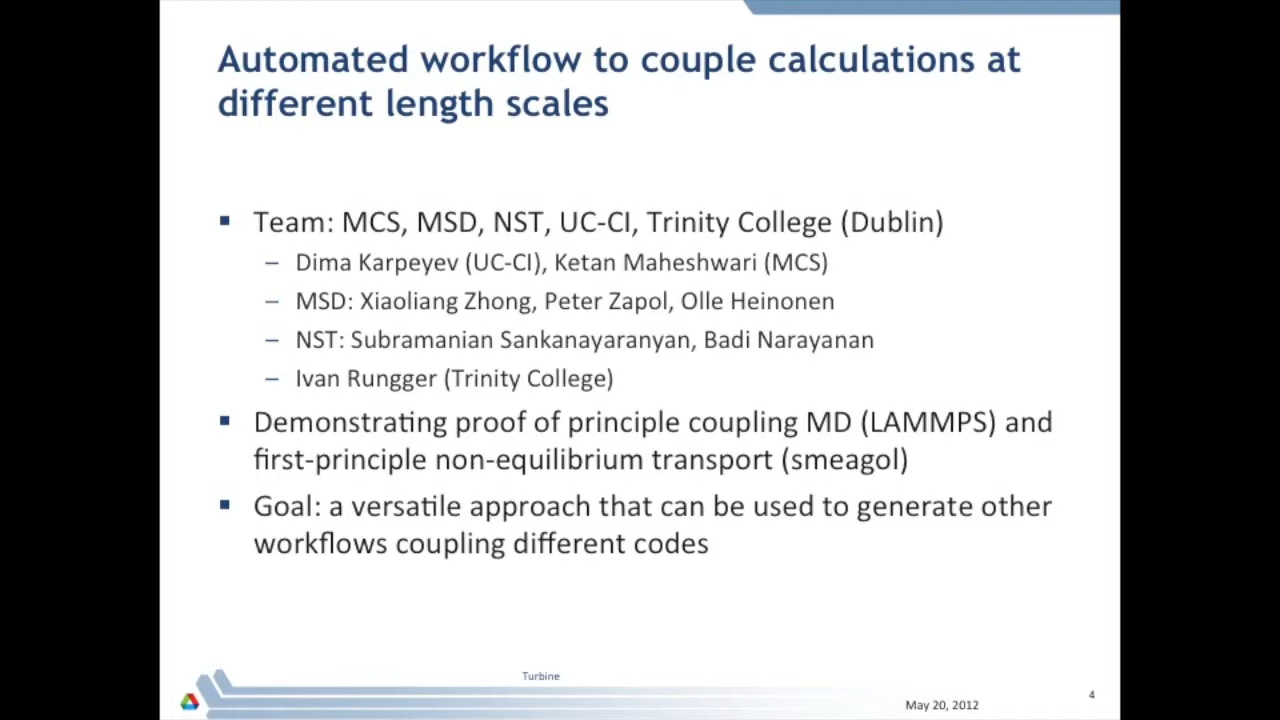 Automated workflow to couple calculations at
different length scales
▪ Team: MCS, MSD, NST, UC-CI, Trinity College (Dublin)
– Dima Karpeyev (UC-CI), Ketan Maheshwari (MCS)
– MSD: Xiaoliang Zhong, Peter Zapol, Olle Heinonen
– NST: Subramanian Sankanayaranyan, Badi Narayanan
– Ivan Rungger (Trinity College)
▪ Demonstrating proof of principle coupling MD (LAMMPS) and
first-principle non-equilibrium transport (smeagol)
▪ Goal: a versatile approach that can be used to generate other
workflows coupling different codes
Turbine
4
May 20, 2012